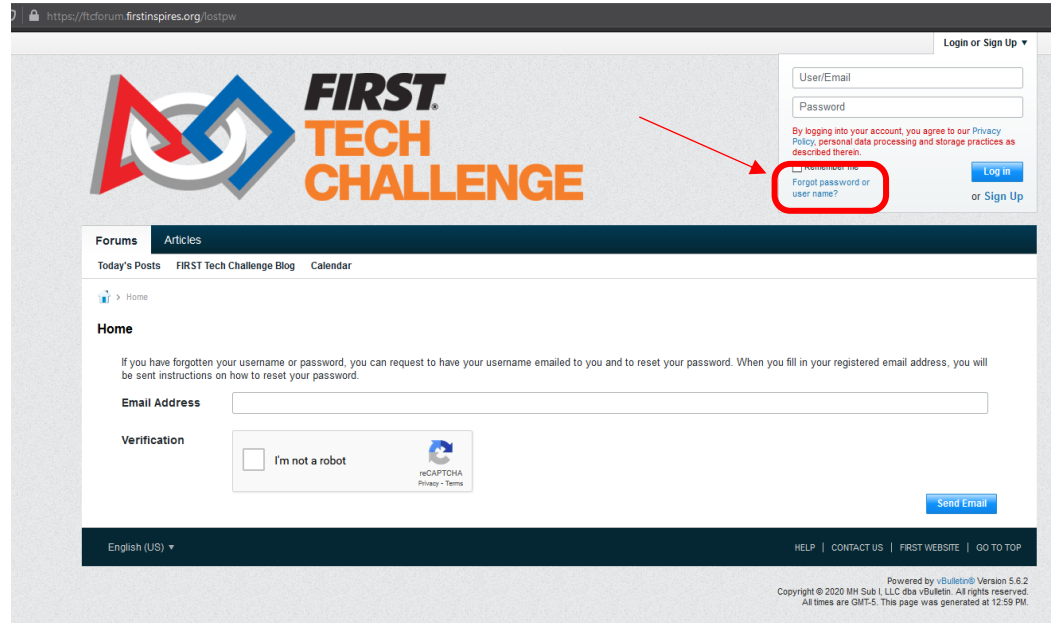 https://ftcforum.firstinspires.org/lostpw
Login or Sign Up ▼
FIRST®
TECH
CHALLENGE
User/Email
Password
By logging into your account, you agree to our Privacy
Policy, personal data processing and storage practices as
described therein.
Remember me
Log in
Forgot password or
user name?
or Sign Up
Forums Articles
Today's Posts FIRST Tech Challenge Blog Calendar
> Home
Home
If you have forgotten your username or password, you can request to have your username emailed to you and to reset your password. When you fill in your registered email address, you will
be sent instructions on how to reset your password.
Email Address
Verification
I'm not a robot
reCAPTCHA
Privacy - Terms
Send Email
English (US) ▼
HELP | CONTACT US | FIRST WEBSITE | GO TO TOP
Powered by vBulletin® Version 5.6.2
Copyright © 2020 MH Sub I, LLC dba vBulletin. All rights reserved.
All times are GMT-5. This page was generated at 12:59 PM.